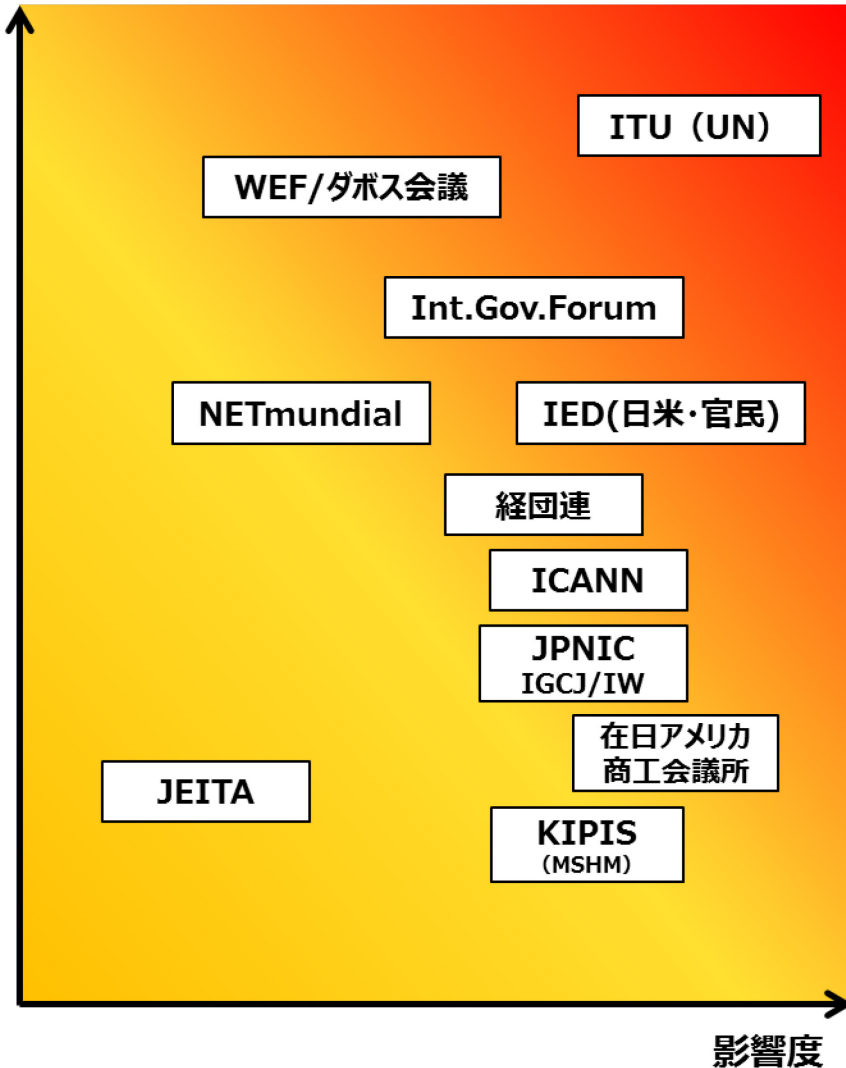 ITU（UN）
WEF/ダボス会議
Int.Gov.Forum
NETmundial
IED(日米・官民)
経団連
ICANN
JPNIC
IGCJ/IW
在日アメリカ
商工会議所
JEITA
KIPIS
（MSHM）
影響度